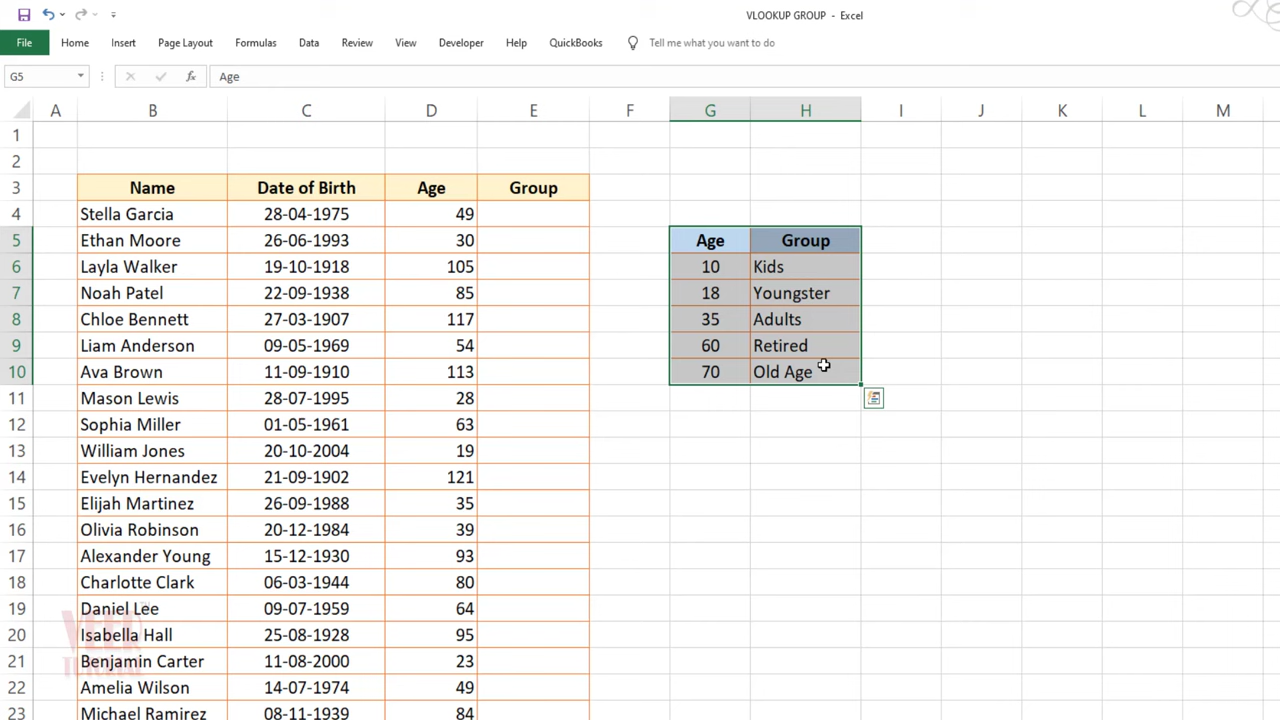 VLOOKUP GROUP - Excel
File Home Insert Page Layout Formulas Data Review View Developer Help QuickBooks Tell me what you want to do
G5 fx Age
A B C D E F G H I J K L M
1
2
3 Name Date of Birth Age Group
4 Stella Garcia 28-04-1975 49
5 Ethan Moore 26-06-1993 30 Age Group
6 Layla Walker 19-10-1918 105 10 Kids
7 Noah Patel 22-09-1938 85 18 Youngster
8 Chloe Bennett 27-03-1907 117 35 Adults
9 Liam Anderson 09-05-1969 54 60 Retired
10 Ava Brown 11-09-1910 113 70 Old Age
11 Mason Lewis 28-07-1995 28
12 Sophia Miller 01-05-1961 63
13 William Jones 20-10-2004 19
14 Evelyn Hernandez 21-09-1902 121
15 Elijah Martinez 26-09-1988 35
16 Olivia Robinson 20-12-1984 39
17 Alexander Young 15-12-1930 93
18 Charlotte Clark 06-03-1944 80
19 Daniel Lee 09-07-1959 64
20 Isabella Hall 25-08-1928 95
21 Benjamin Carter 11-08-2000 23
22 Amelia Wilson 14-07-1974 49
23 Michael Ramirez 08-11-1939 84
VEER